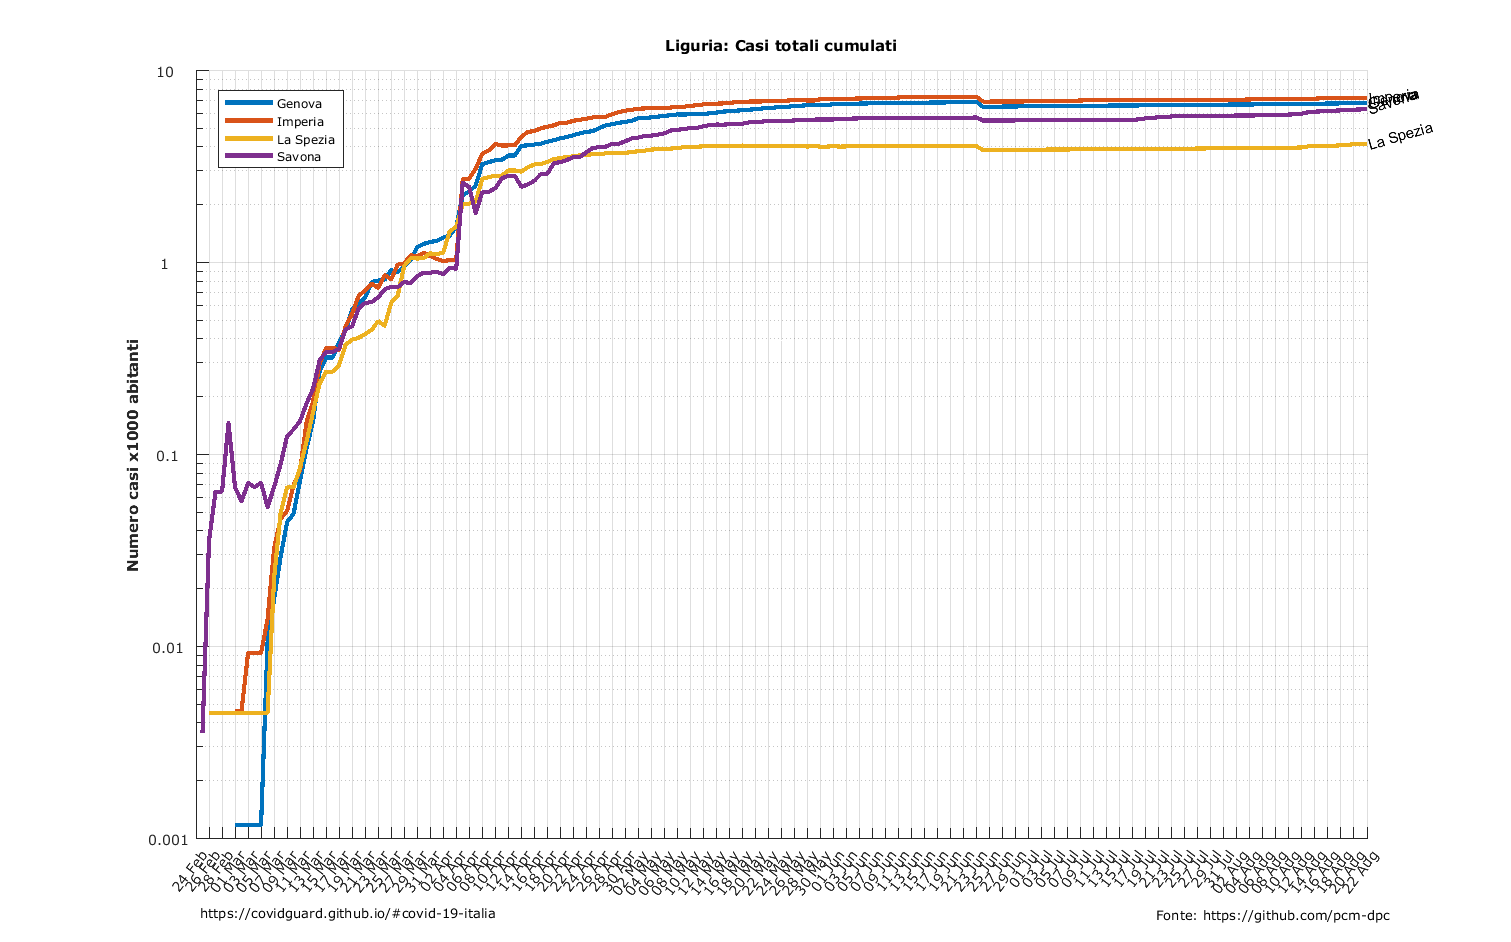 Liguria: Casi totali cumulati
10
1
0.1
0.01
0.001
Numero casi x1000 abitanti
Genova
Imperia
La Spezia
Savona
Imperia
Genova
Savona
La Spezia
24 Feb
26 Feb
28 Feb
01 Mar
03 Mar
05 Mar
07 Mar
09 Mar
11 Mar
13 Mar
15 Mar
17 Mar
19 Mar
21 Mar
23 Mar
25 Mar
27 Mar
29 Mar
31 Mar
02 Apr
04 Apr
06 Apr
08 Apr
10 Apr
12 Apr
14 Apr
16 Apr
18 Apr
20 Apr
22 Apr
24 Apr
26 Apr
28 Apr
30 Apr
02 May
04 May
06 May
08 May
10 May
12 May
14 May
16 May
18 May
20 May
22 May
24 May
26 May
28 May
30 May
01 Jun
03 Jun
05 Jun
07 Jun
09 Jun
11 Jun
13 Jun
15 Jun
17 Jun
19 Jun
21 Jun
23 Jun
25 Jun
27 Jun
29 Jun
01 Jul
03 Jul
05 Jul
07 Jul
09 Jul
11 Jul
13 Jul
15 Jul
17 Jul
19 Jul
21 Jul
23 Jul
25 Jul
27 Jul
29 Jul
31 Jul
02 Aug
04 Aug
06 Aug
08 Aug
10 Aug
12 Aug
14 Aug
16 Aug
18 Aug
20 Aug
22 Aug
https://covidguard.github.io/#covid-19-italia
Fonte: https://github.com/pcm-dpc